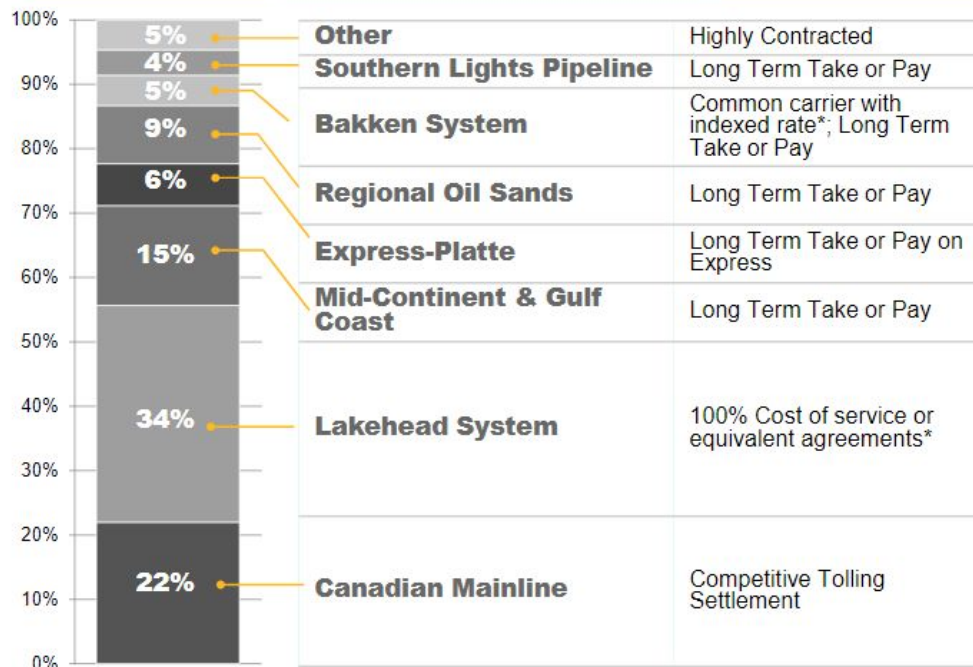 100%
90%
80%
70%
60%
50%
40%
30%
20%
10%
0%
5%
4%
5%
9%
6%
15%
34%
22%
Other
Highly Contracted
Southern Lights Pipeline
Long Term Take or Pay
Bakken System
Common carrier with
indexed rate*; Long Term
Take or Pay
Regional Oil Sands
Long Term Take or Pay
Express-Platte
Long Term Take or Pay on
Express
Mid-Continent & Gulf
Coast
Long Term Take or Pay
Lakehead System
100% Cost of service or
equivalent agreements*
Canadian Mainline
Competitive Tolling
Settlement